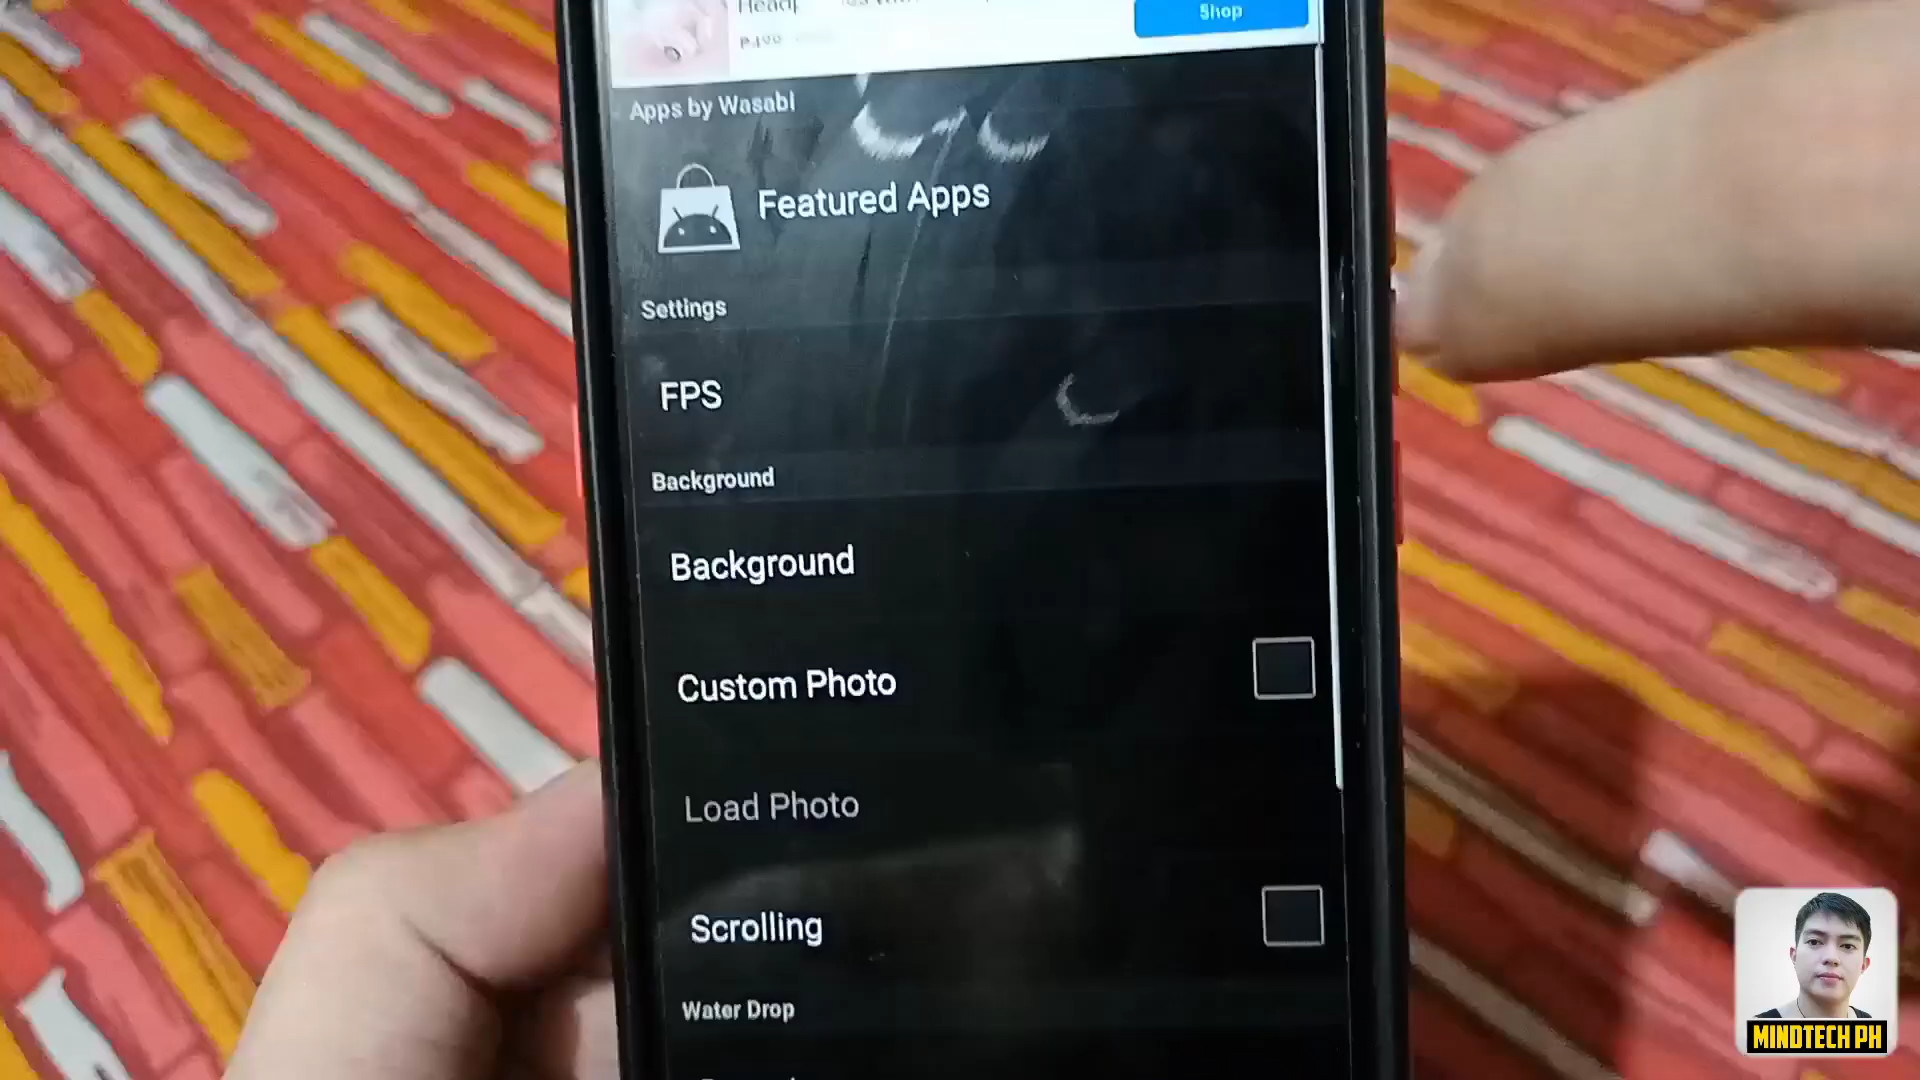 Shop
Apps by Wasabi
Featured Apps
Settings
FPS
Background
Background
Custom Photo
Load Photo
Scrolling
Water Drop
MINDTECH PH